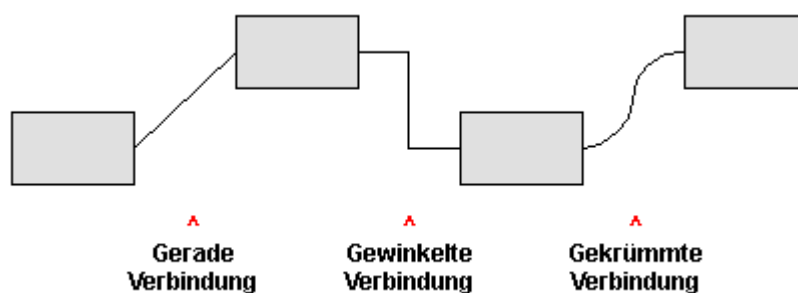 ^ ^ ^
Gerade
Verbindung
Gewinkelte
Verbindung
Gekrümmte
Verbindung